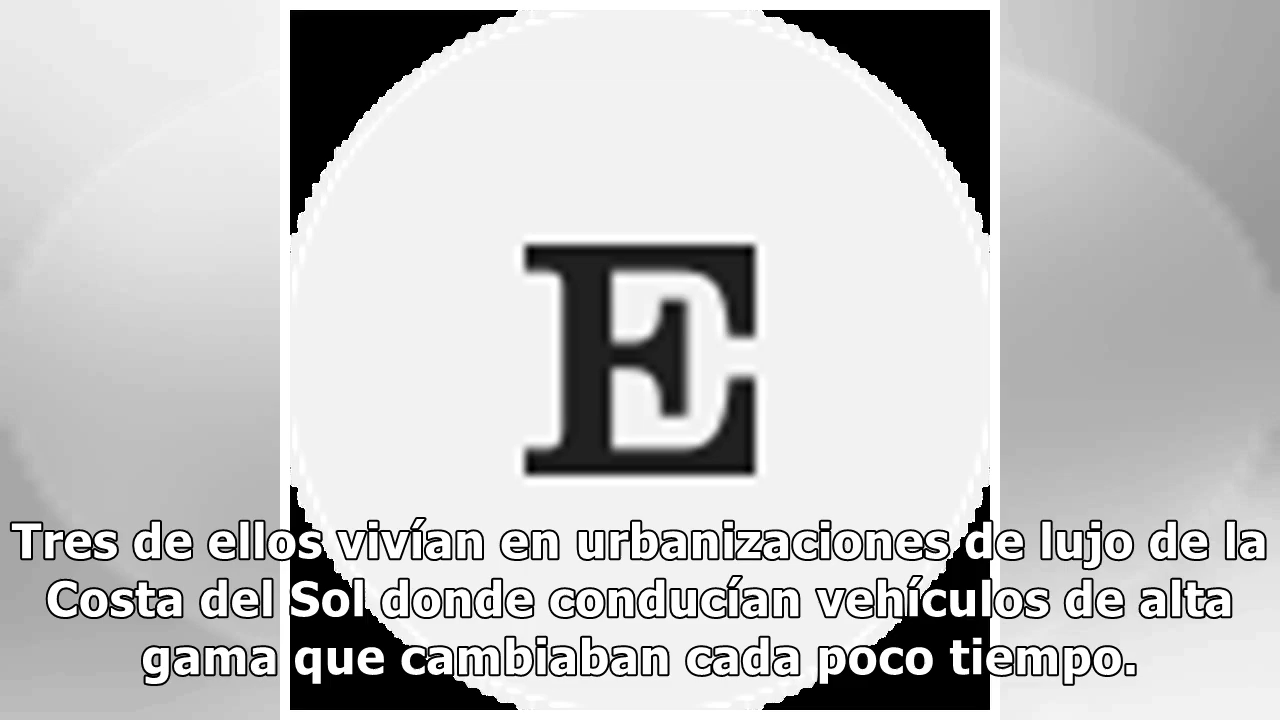 E
Tres de ellos vivían en urbanizaciones de lujo de la
Costa del Sol donde conducían vehículos de alta
gama que cambiaban cada poco tiempo.